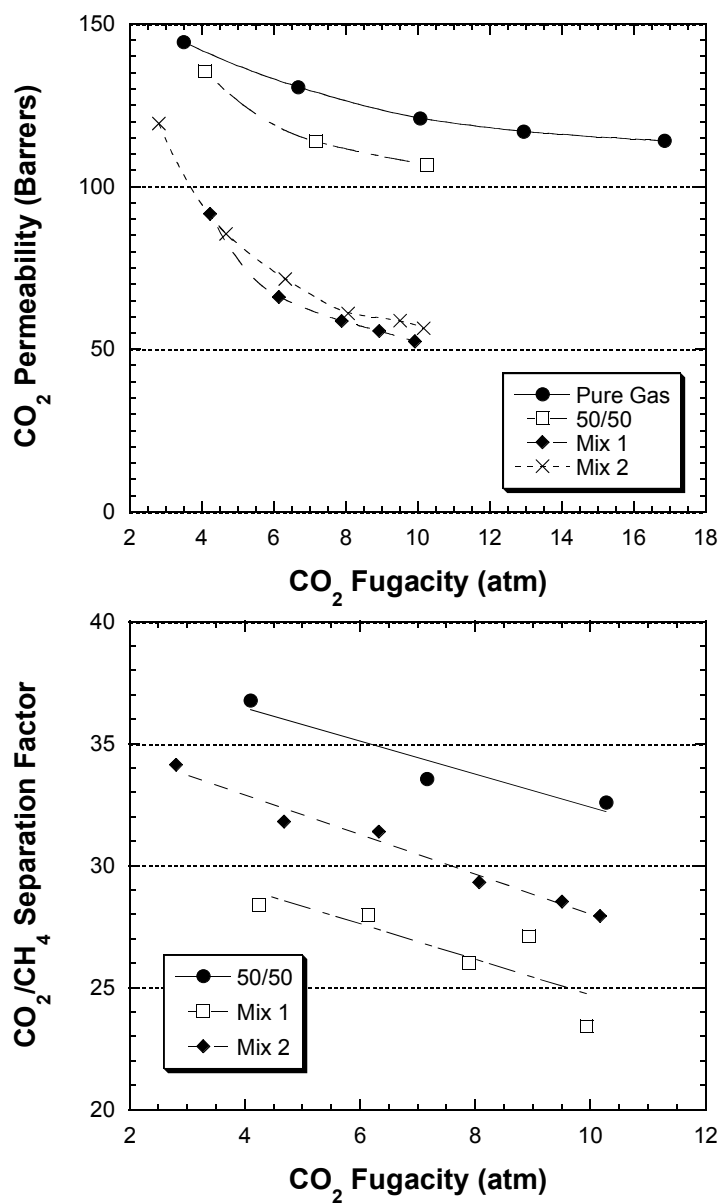 150
100
50
0
CO2 Permeability (Barrers)
Pure Gas
50/50
Mix 1
Mix 2
2 4 6 8 10 12 14 16 18
CO2 Fugacity (atm)
40
35
30
25
20
CO2/CH4 Separation Factor
50/50
Mix 1
Mix 2
2 4 6 8 10 12
CO2 Fugacity (atm)